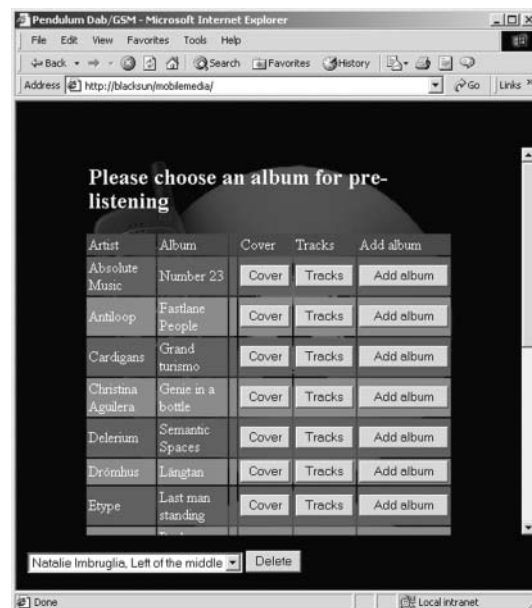 Pendulum Dab/GSM - Microsoft Internet Explorer
File Edit View Favorites Tools Help
Back Search Favorites History
Address http://blacksun/mobilemedia/ Go Links
Please choose an album for pre-
listening
Artist Album Cover Tracks Add album
Absolute
Music
Number 23 Cover Tracks Add album
Antiloop
Fastlane
People
Cover Tracks Add album
Cardigans
Grand
turismo
Cover Tracks Add album
Christina
Aguilera
Genie in a
bottle
Cover Tracks Add album
Delerium
Semantic
Spaces
Cover Tracks Add album
Drömhus Längtan Cover Tracks Add album
Etype
Last man
standing
Cover Tracks Add album
Natalie Imbruglia, Left of the middle Delete
Done Local intranet